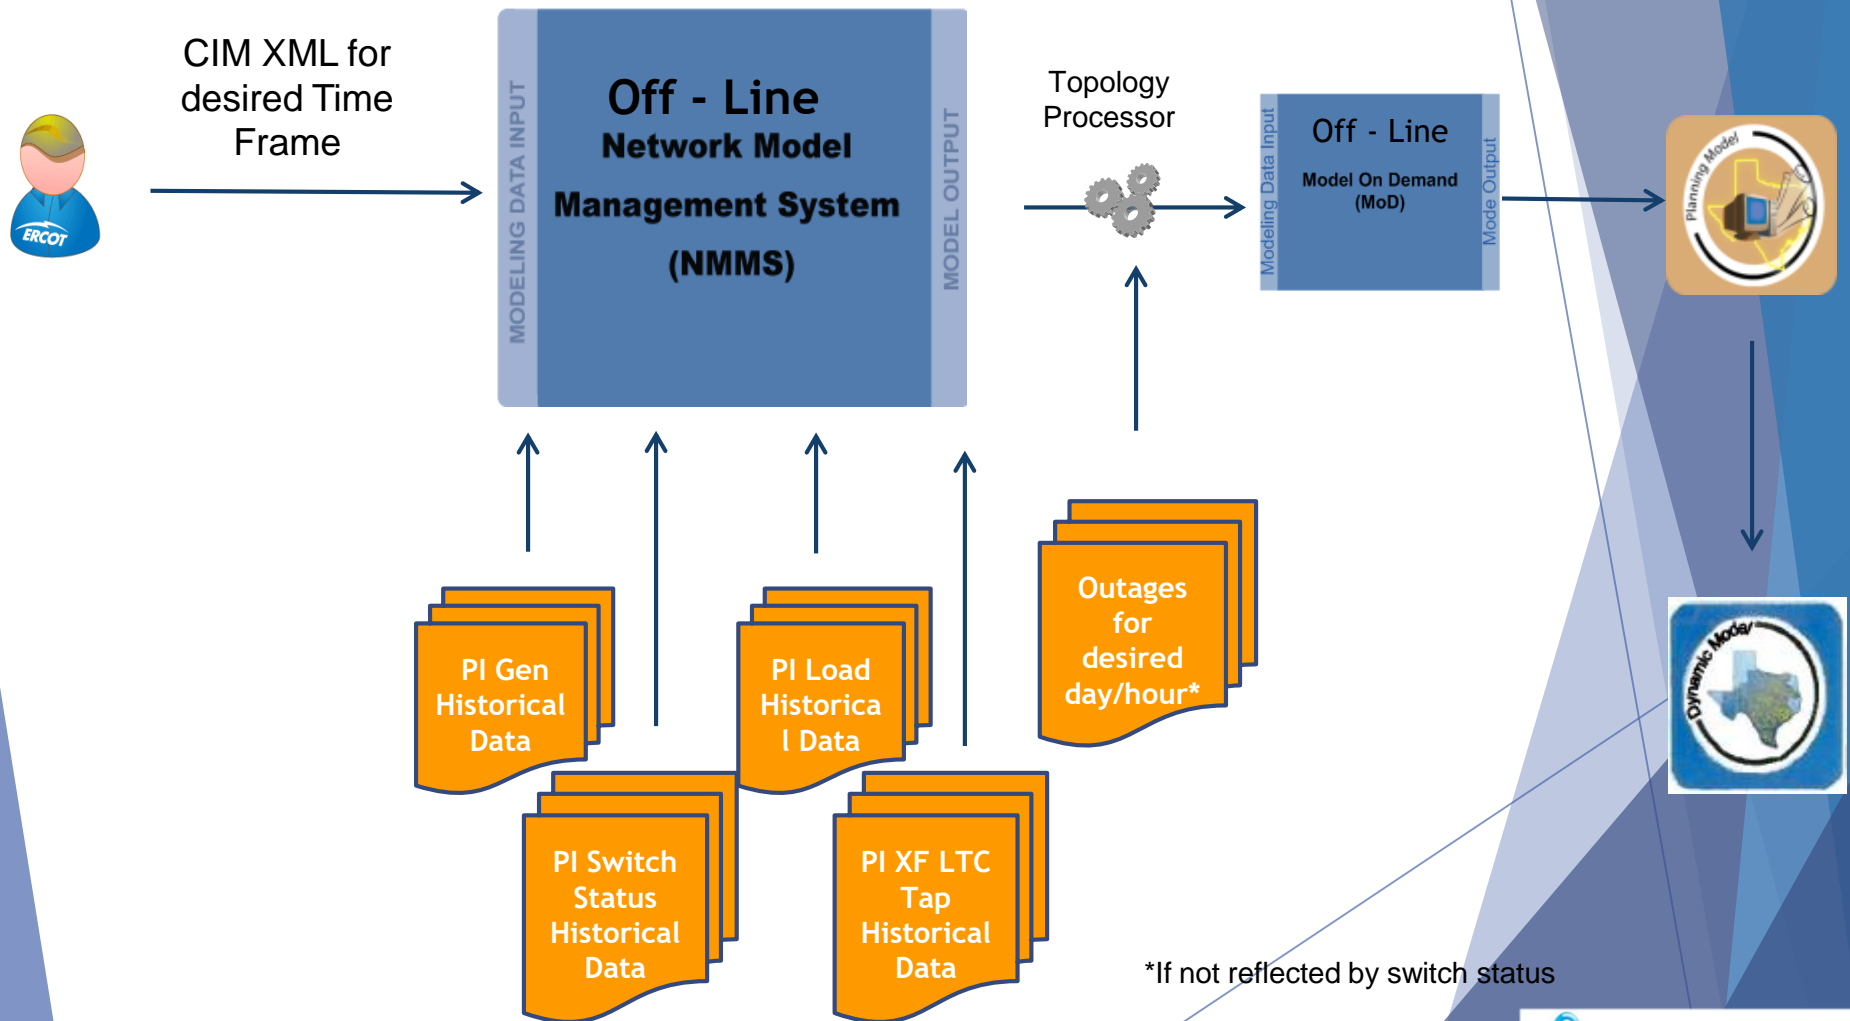 CIM XML for
desired Time
Frame
ERCOT
MODELING DATA INPUT
Off - Line
Network Model
Management System
(NMMS)
MODEL OUTPUT
Topology
Processor
Modeling Data Input
Off - Line
Model On Demand
(MoD)
Mode Output
Planning Model
Outages
for
desired
day/hour*
PI Gen
Historical
Data
PI Load
Historica
l Data
Dynamic Model
PI Switch
Status
Historical
Data
PI XF LTC
Tap
Historical
Data
*If not reflected by switch status